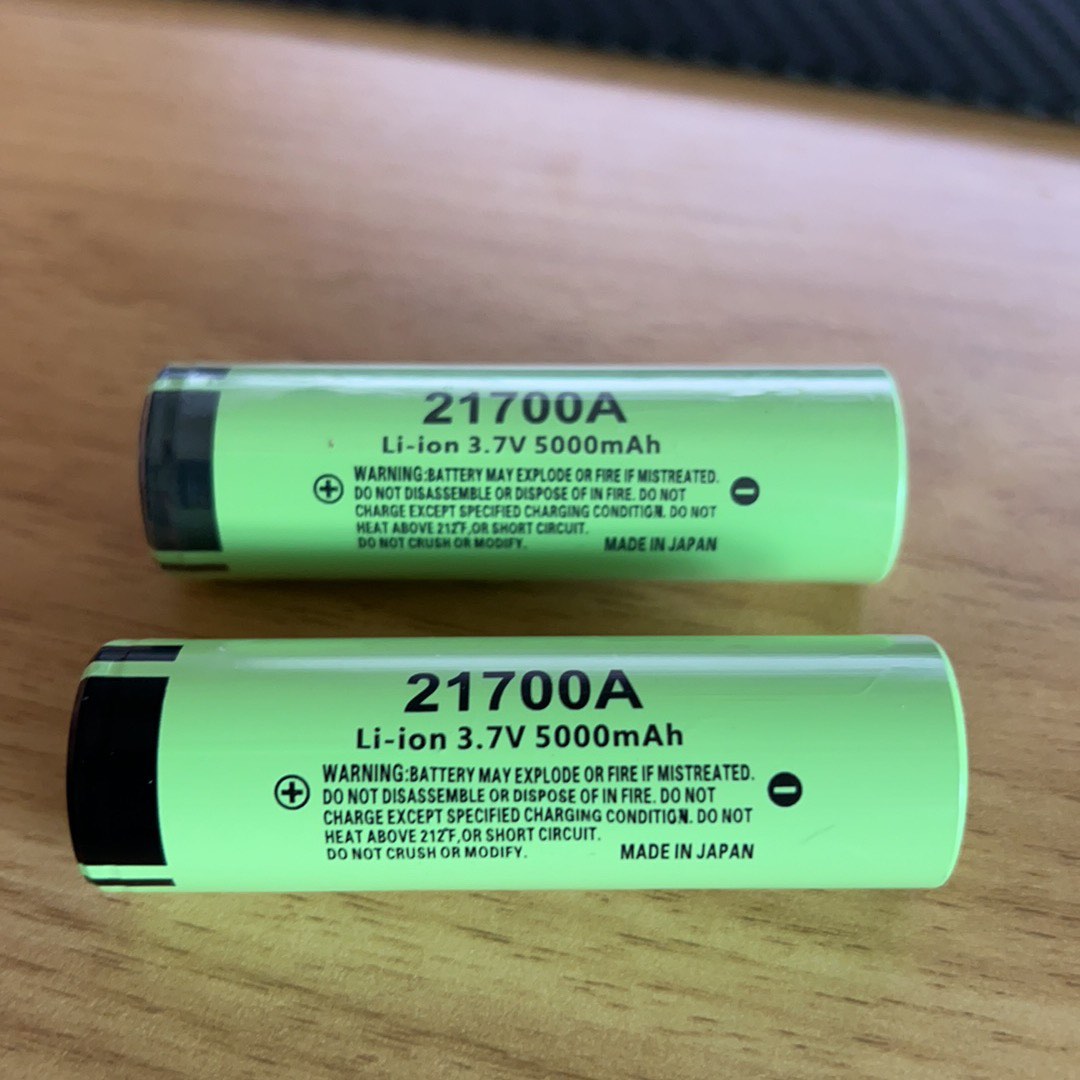 21700A
Li-ion 3.7V 5000mAh
WARNING:BATTERY MAY EXPLODE OR FIRE IF MISTREATED.
DO NOT DISASSEMBLE OR DISPOSE OF IN FIRE. DO NOT
CHARGE EXCEPT SPECIFIED CHARGING CONDITION. DO NOT
HEAT ABOVE 212°F,OR SHORT CIRCUIT.
DO NOT CRUSH OR MODIFY. MADE IN JAPAN
21700A
Li-ion 3.7V 5000mAh
WARNING:BATTERY MAY EXPLODE OR FIRE IF MISTREATED.
DO NOT DISASSEMBLE OR DISPOSE OF IN FIRE. DO NOT
CHARGE EXCEPT SPECIFIED CHARGING CONDITION. DO NOT
HEAT ABOVE 212°F,OR SHORT CIRCUIT.
DO NOT CRUSH OR MODIFY. MADE IN JAPAN